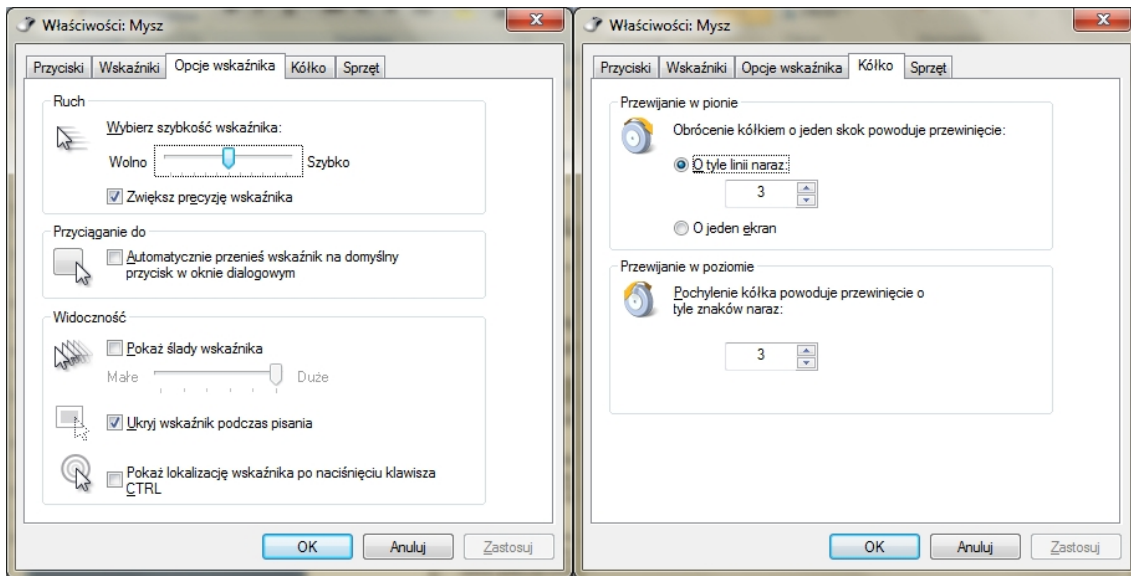 Właściwości: Mysz
Przyciski Wskaźniki Opcje wskaźnika Kółko Sprzęt
Ruch
Wybierz szybkość wskaźnika:
Wolno Szybko
Zwiększ precyzję wskaźnika
Przyciąganie do
Automatycznie przenieś wskaźnik na domyślny
przycisk w oknie dialogowym
Widoczność
Pokaż ślady wskaźnika
Małe Duże
Ukryj wskaźnik podczas pisania
Pokaż lokalizację wskaźnika po naciśnięciu klawisza
CTRL
OK Anuluj Zastosuj
Właściwości: Mysz
Przyciski Wskaźniki Opcje wskaźnika Kółko Sprzęt
Przewijanie w pionie
Obrócenie kółkiem o jeden skok powoduje przewinięcie:
O tyle linii naraz:
3
O jeden ekran
Przewijanie w poziomie
Pochylenie kółka powoduje przewinięcie o
tyle znaków naraz:
3
OK Anuluj Zastosuj